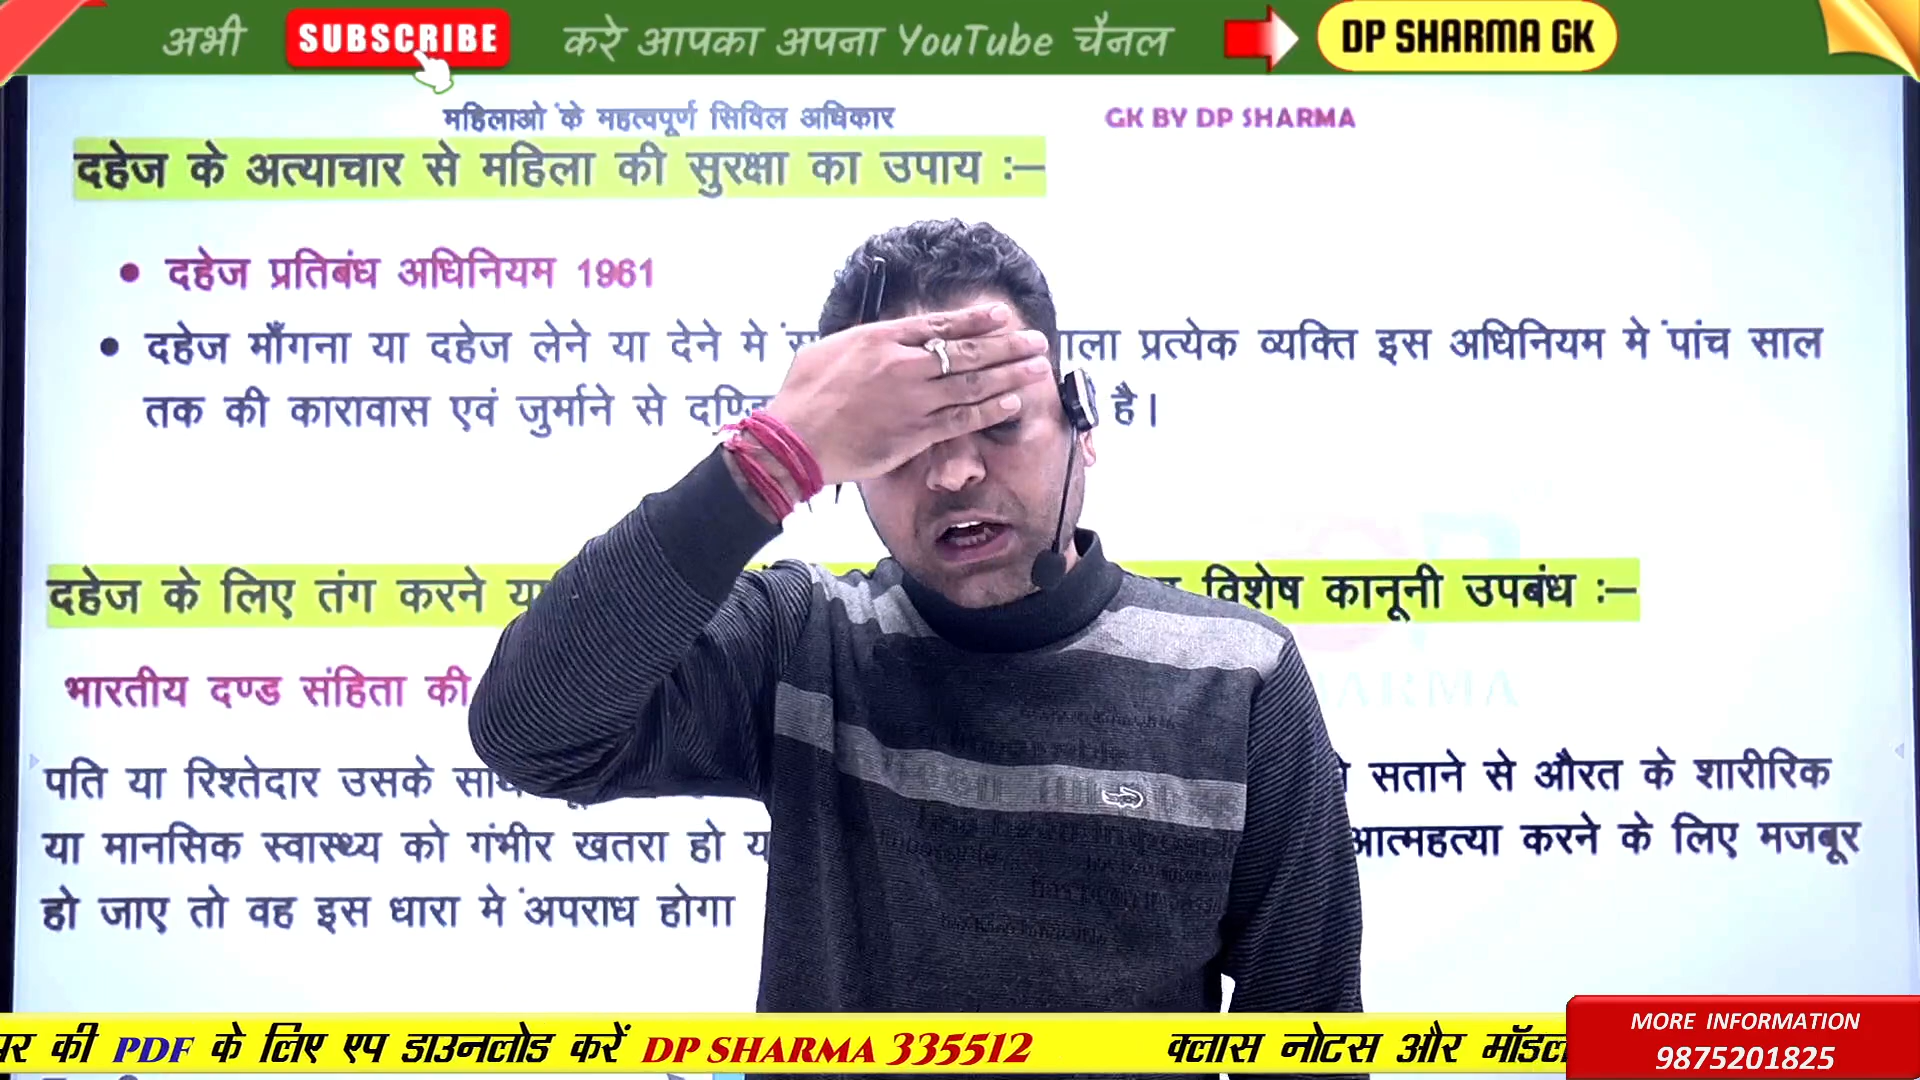 अभी SUBSCRIBE करे आपका अपना YouTube चैनल DP SHARMA GK
महिलाओं के महत्वपूर्ण सिविल अधिकार GK BY DP SHARMA
दहेज के अत्याचार से महिला की सुरक्षा का उपाय :–
• दहेज प्रतिबंध अधिनियम 1961
• दहेज माँगना या दहेज लेने या देने में प्रत्येक व्यक्ति इस अधिनियम में पांच साल
तक की कारावास एवं जुर्माने से है।
दहेज के लिए तंग करने विशेष कानूनी उपबंध :–
भारतीय दण्ड संहिता की
पति या रिश्तेदार उसके सताने से औरत के शारीरिक
या मानसिक स्वास्थ्य को गंभीर खतरा हो आत्महत्या करने के लिए मजबूर
हो जाए तो वह इस धारा में अपराध होगा
की PDF के लिए एप डाउनलोड करें DP SHARMA 335512 क्लास नोटस और
MORE INFORMATION
9875201825